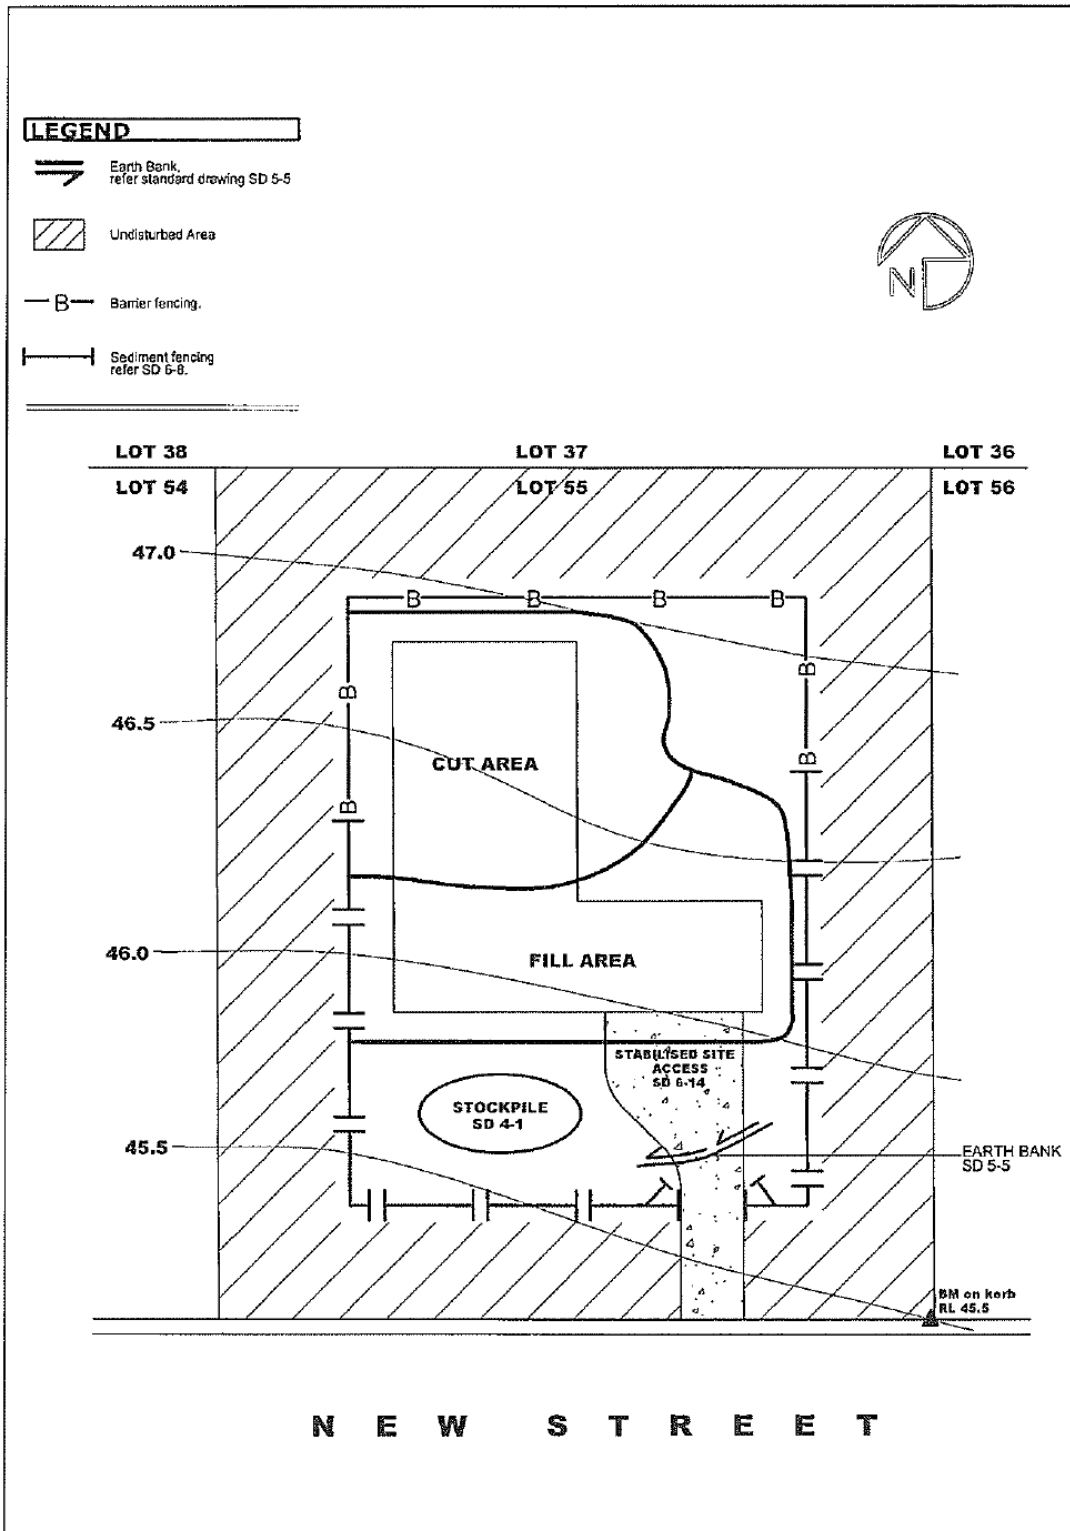 LEGEND
Earth Bank,
refer standard drawing SD 5-5
Undisturbed Area
B
Barrier fencing.
Sediment fencing
refer SD 6-8.
N
LOT 38
LOT 37
LOT 36
LOT 54
LOT 55
LOT 56
47.0
B
B
B
B
B
B
46.5
B
CUT AREA
B
46.0
FILL AREA
STABILISED SITE
ACCESS
SD 6-14
STOCKPILE
SD 4-1
45.5
EARTH BANK
SD 5-5
BM on kerb
RL 45.5
NEW STREET